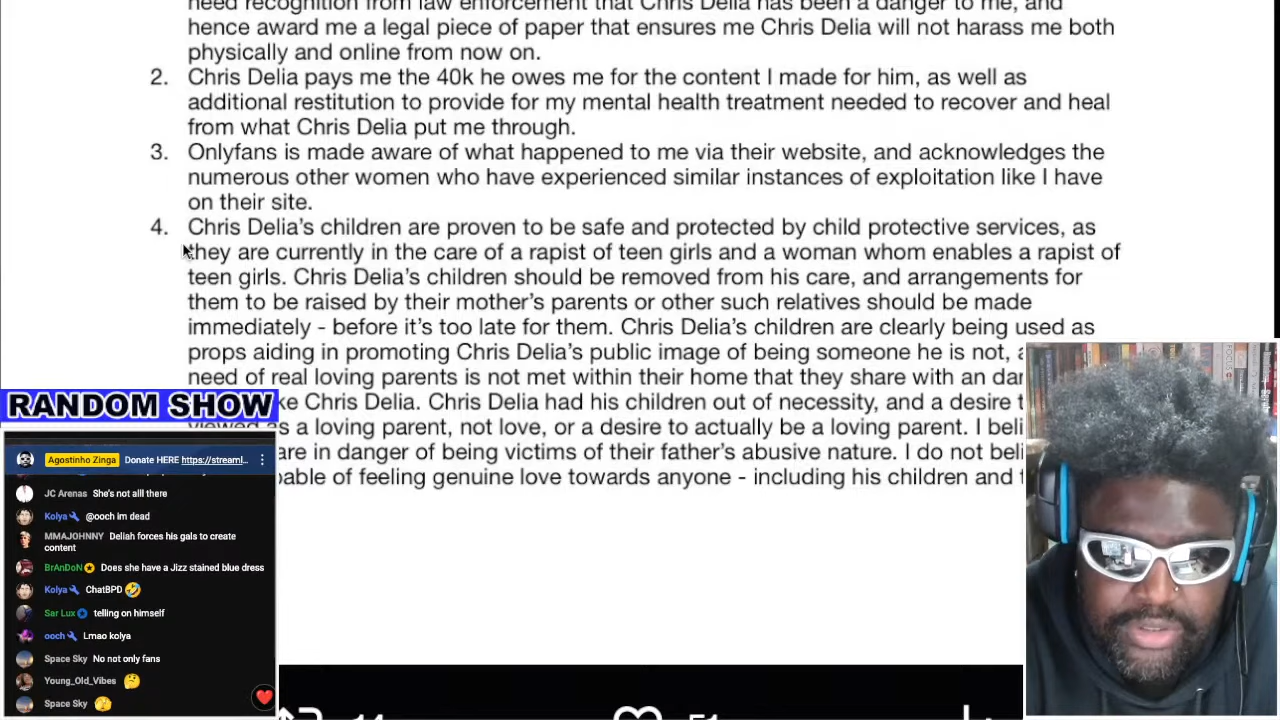 need recognition from law enforcement that Chris Delia has been a danger to me, and
hence award me a legal piece of paper that ensures me Chris Delia will not harass me both
physically and online from now on.
2. Chris Delia pays me the 40k he owes me for the content I made for him, as well as
additional restitution to provide for my mental health treatment needed to recover and heal
from what Chris Delia put me through.
3. Onlyfans is made aware of what happened to me via their website, and acknowledges the
numerous other women who have experienced similar instances of exploitation like I have
on their site.
4. Chris Delia's children are proven to be safe and protected by child protective services, as
they are currently in the care of a rapist of teen girls and a woman whom enables a rapist of
teen girls. Chris Delia's children should be removed from his care, and arrangements for
them to be raised by their mother's parents or other such relatives should be made
immediately - before it's too late for them. Chris Delia's children are clearly being used as
props aiding in promoting Chris Delia's public image of being someone he is not,
need of real loving parents is not met within their home that they share with an
Chris Delia. Chris Delia had his children out of necessity, and a desire
viewed as a loving parent, not love, or a desire to actually be a loving parent. I
are in danger of being victims of their father's abusive nature. I do not
of feeling genuine love towards anyone - including his children and
RANDOM SHOW
Agostinho Zinga Donate HERE https://streaml...
JC Arenas She's not alll there
Kolya @ooch im dead
MMAJOHNNY Deliah forces his gals to create
content
BrAnDoN Does she have a Jizz stained blue dress
Kolya ChatBPD
Sar Lux telling on himself
ooch Lmao kolya
Space Sky No not only fans
Young_Old_Vibes
Space Sky